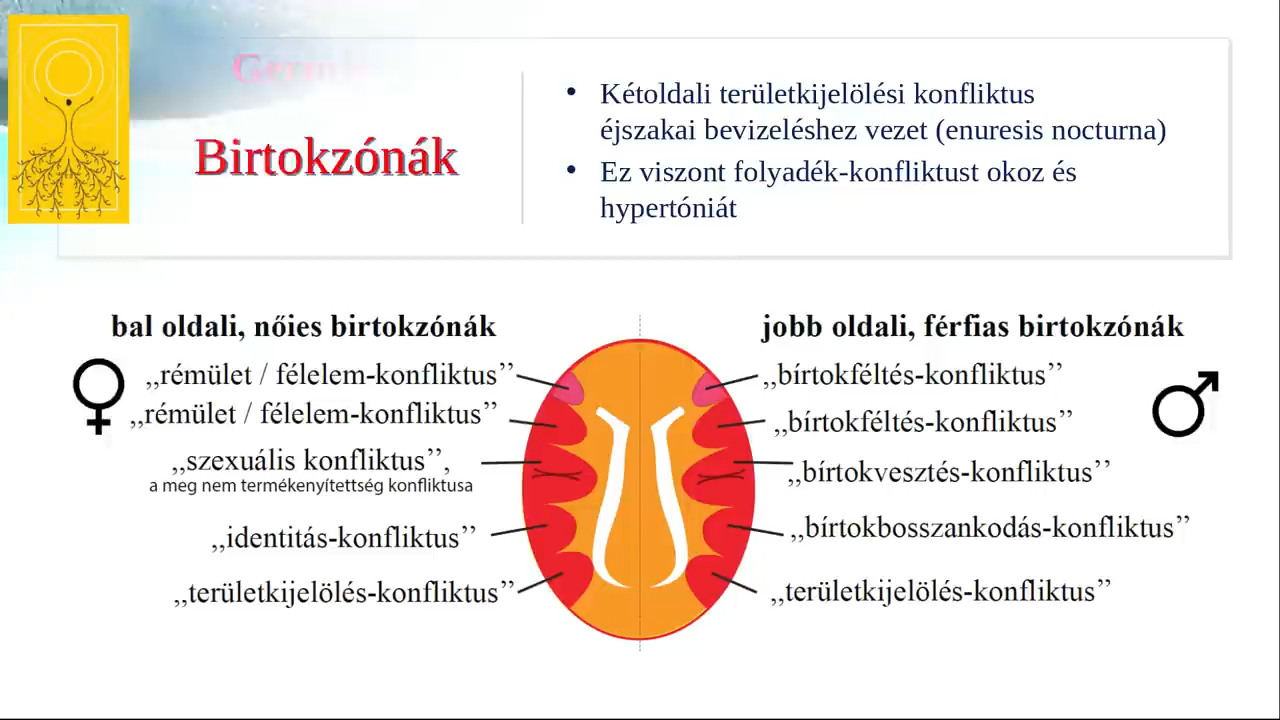 Birtokzónák
• Kétoldali területkijelölési konfliktus
éjszakai bevizeléshez vezet (enuresis nocturna)
• Ez viszont folyadék-konfliktust okoz és
hypertóniát
bal oldali, nőies birtokzónák
,,rémület / félelem-konfliktus’’
,,rémület / félelem-konfliktus’’
,,szexuális konfliktus’’,
a meg nem termékenyítettség konfliktusa
,,identitás-konfliktus’’
,,területkijelölés-konfliktus’’
jobb oldali, férfias birtokzónák
,,bírtokféltés-konfliktus’’
,,bírtokféltés-konfliktus’’
,,bírtokvesztés-konfliktus’’
,,bírtokbosszankodás-konfliktus’’
,,területkijelölés-konfliktus’’